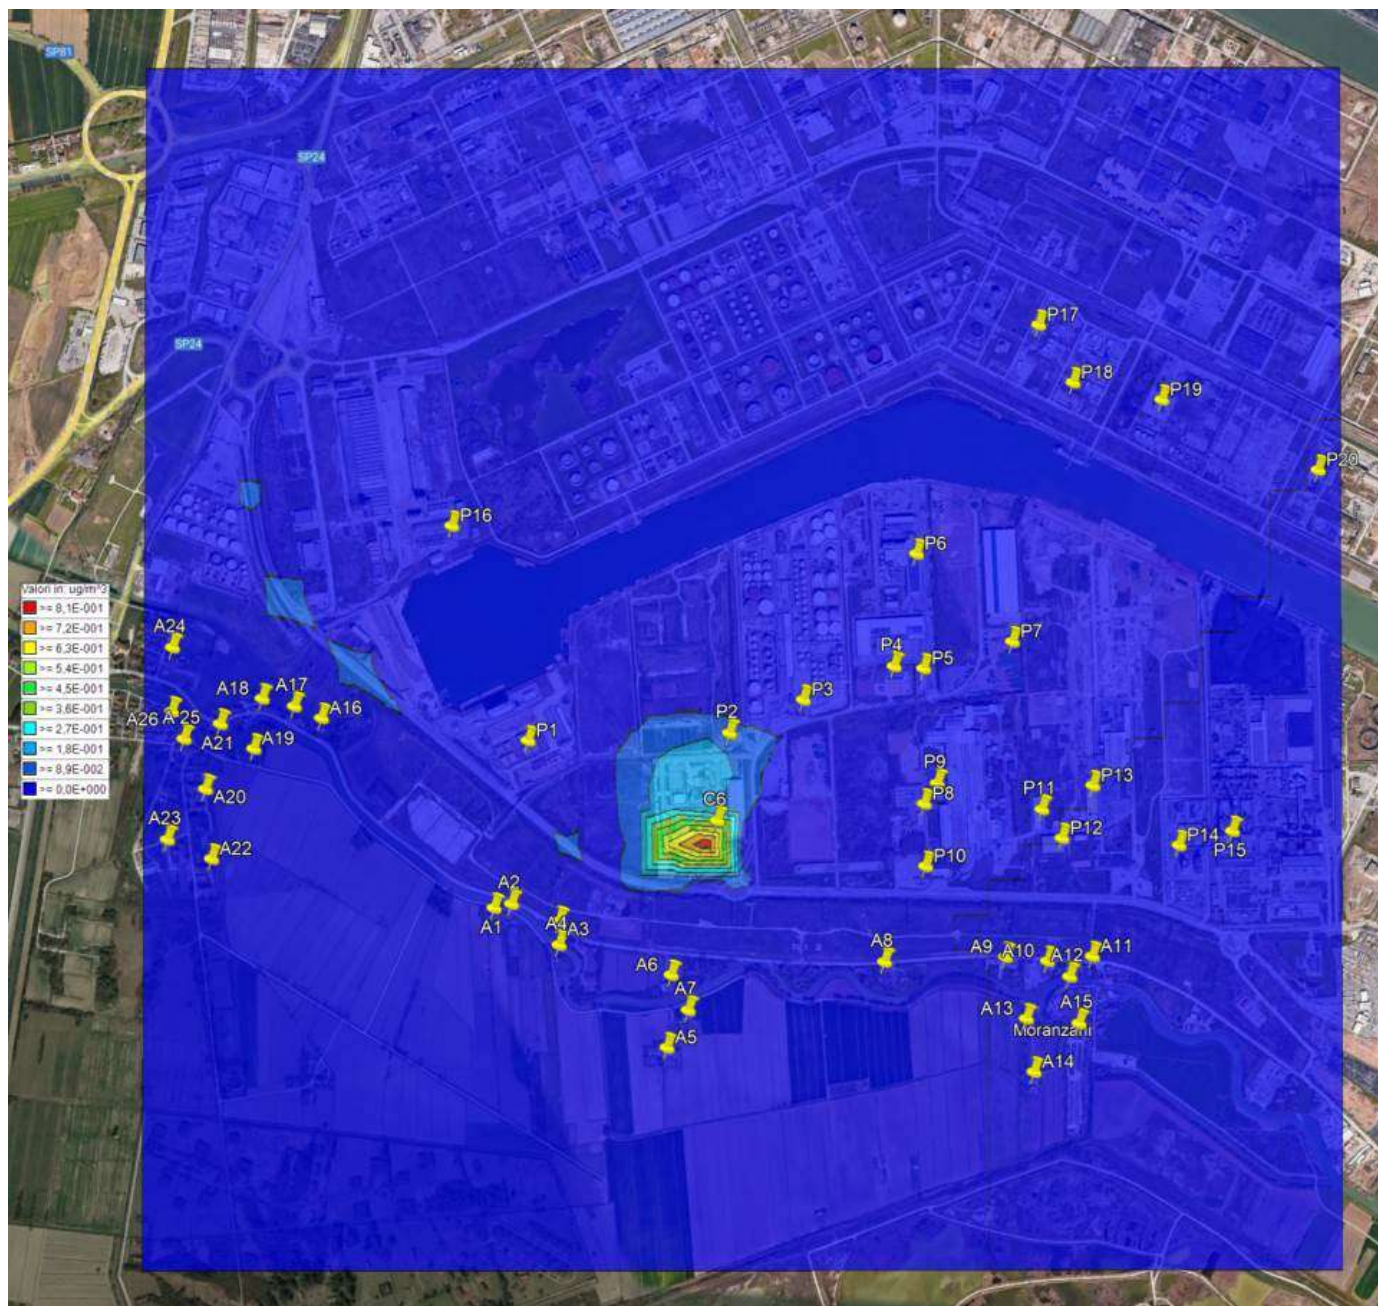 SP81
SP24
SP24
P17
P18
P19
P20
P16
P6
Valori in: ug/m^3
>= 8,1E-001
>= 7,2E-001
>= 6,3E-001
>= 5,4E-001
>= 4,5E-001
>= 3,6E-001
>= 2,7E-001
>= 1,8E-001
>= 8,9E-002
>= 0,0E+000
A24
P7
P4
P5
A18
A17
P3
A16
A26
A25
A21
A19
P1
P2
A20
P9
P8
P13
P11
C6
A23
P12
P14
P15
A22
P10
A2
A1
A4
A3
A8
A9
A10
A12
A11
A6
A7
A13
A15
Moranzani
A5
A14